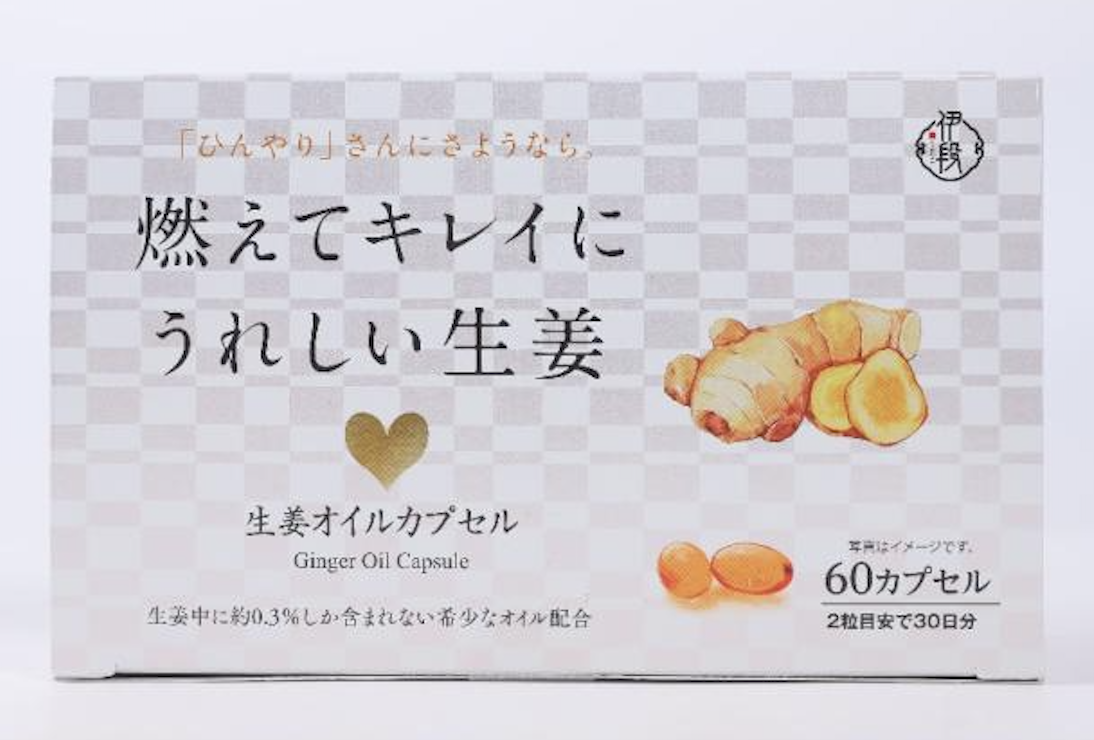 「ひんやり」さんにさようなら。
伊段
燃えてキレイに
うれしい生姜
生姜オイルカプセル
Ginger Oil Capsule
生姜中に約0.3%しか含まれない希少なオイル配合
写真はイメージです。
60カプセル
2粒目安で30日分